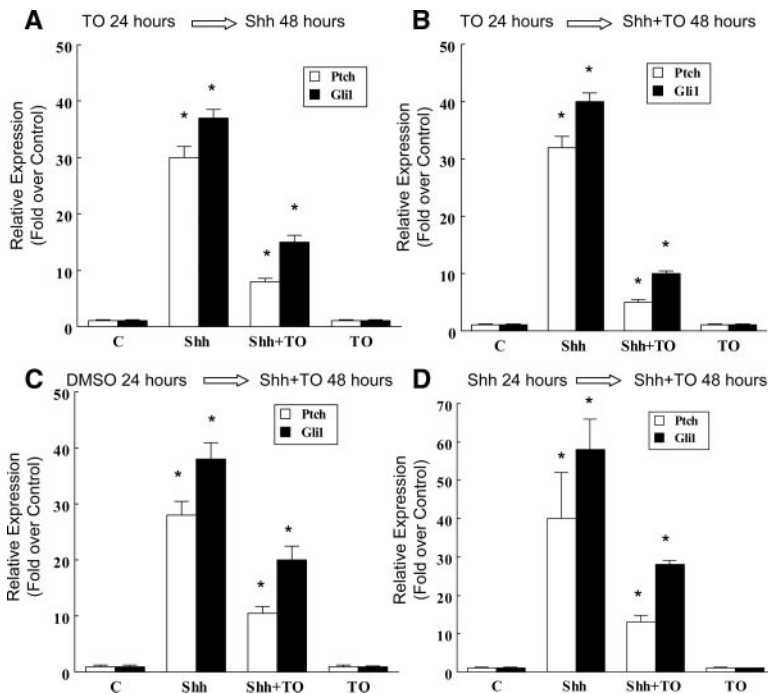 A TO 24 hours Shh 48 hours
50
40
30
20
10
0
Relative Expression
(Fold over Control)
* * * *
Ptch
Gli1
C Shh Shh+TO TO
B TO 24 hours Shh+TO 48 hours
50
40
30
20
10
0
Relative Expression
(Fold over Control)
* * * *
Ptch
Gli1
C Shh Shh+TO TO
C DMSO 24 hours Shh+TO 48 hours
50
40
30
20
10
0
Relative Expression
(Fold over Control)
* * * *
Ptch
Gli1
C Shh Shh+TO TO
D Shh 24 hours Shh+TO 48 hours
70
60
50
40
30
20
10
0
Relative Expression
(Fold over Control)
* * * *
Ptch
Gli1
C Shh Shh+TO TO